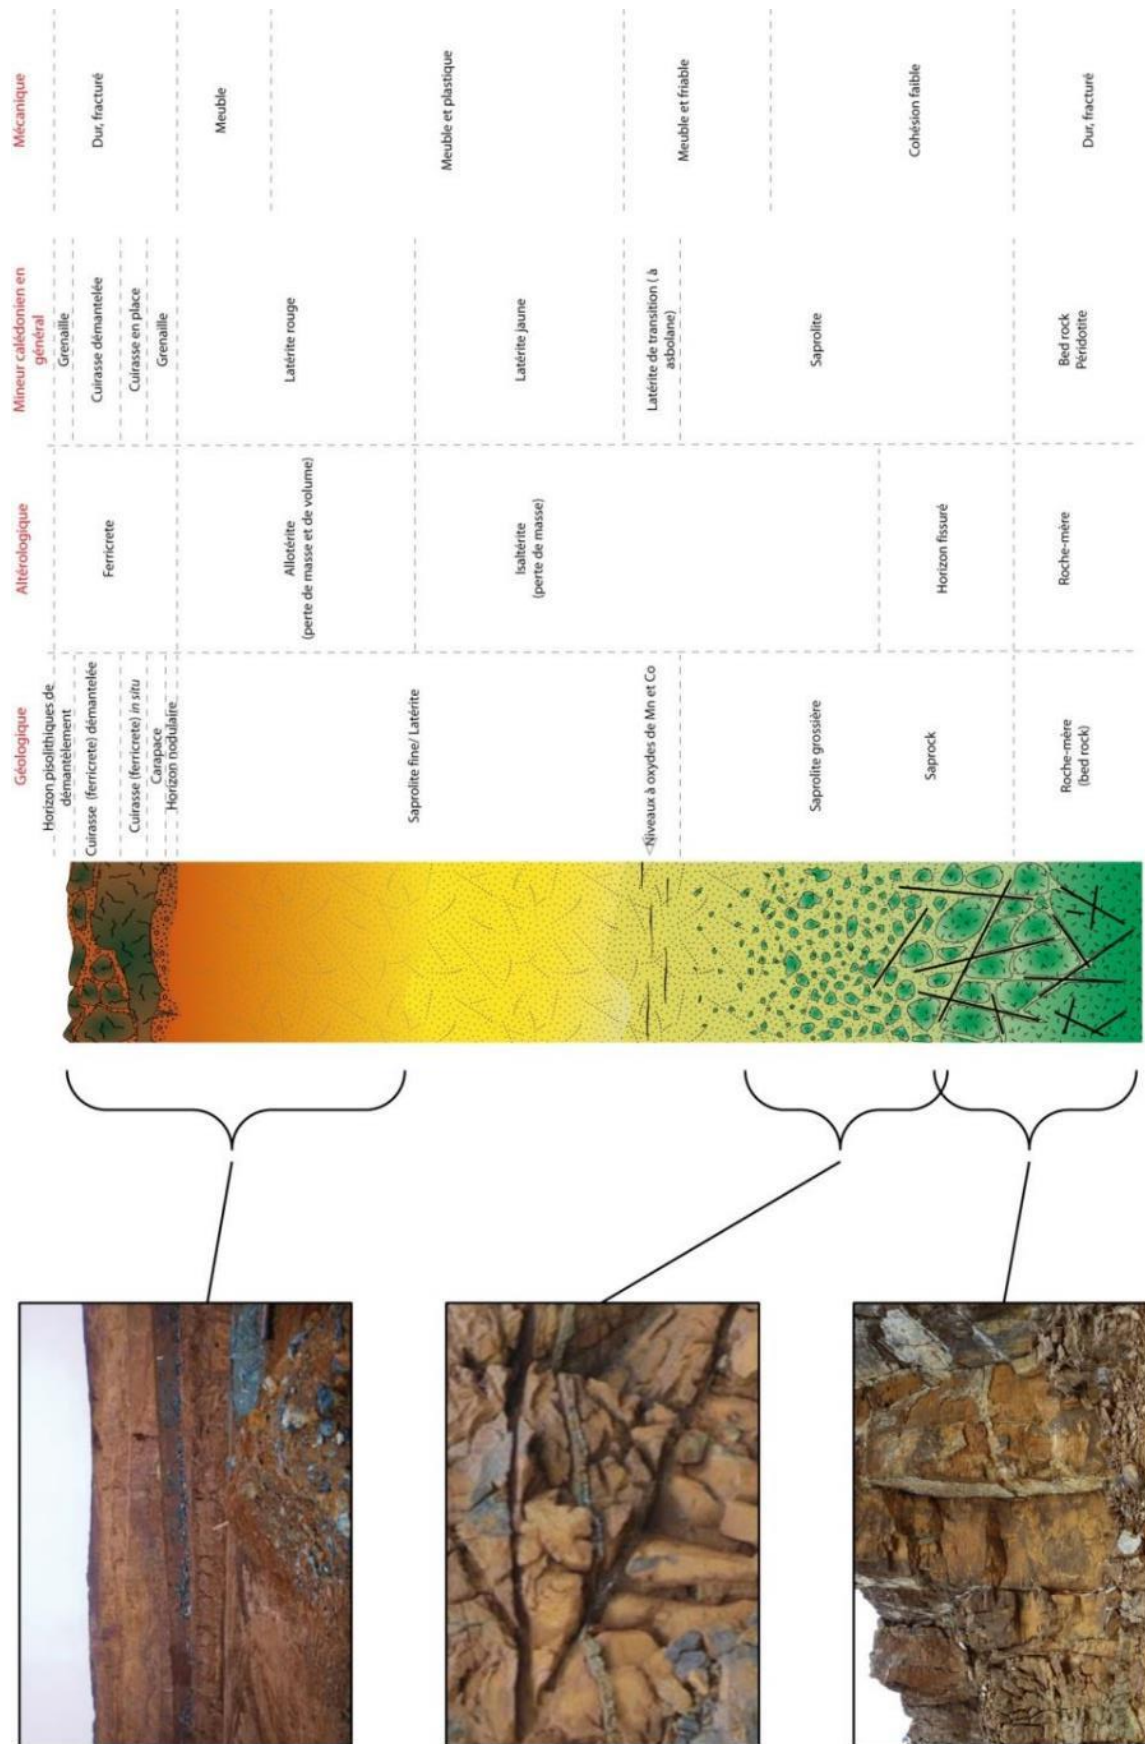 Géologique
Horizon pisolithiques de
démantèlement
Cuirasse (ferricrete) démantelée
Cuirasse (ferricrete) in situ
Carapace
Horizon nodulaire
Saprolite fine/ Latérite
Niveaux à oxydes de Mn et Co
Saprolite grossière
Saprock
Roche-mère
(bed rock)
Altérologique
Ferricrete
Allotérite
(perte de masse et de volume)
Isaltérite
(perte de masse)
Horizon fissuré
Roche-mère
Mineur calédonien en
général
Grenaille
Cuirasse démantelée
Cuirasse en place
Grenaille
Latérite rouge
Latérite jaune
Latérite de transition ( à
asbolane)
Saprolite
Bed rock
Péridotite
Mécanique
Dur, fracturé
Meuble
Meuble et plastique
Meuble et friable
Cohésion faible
Dur, fracturé